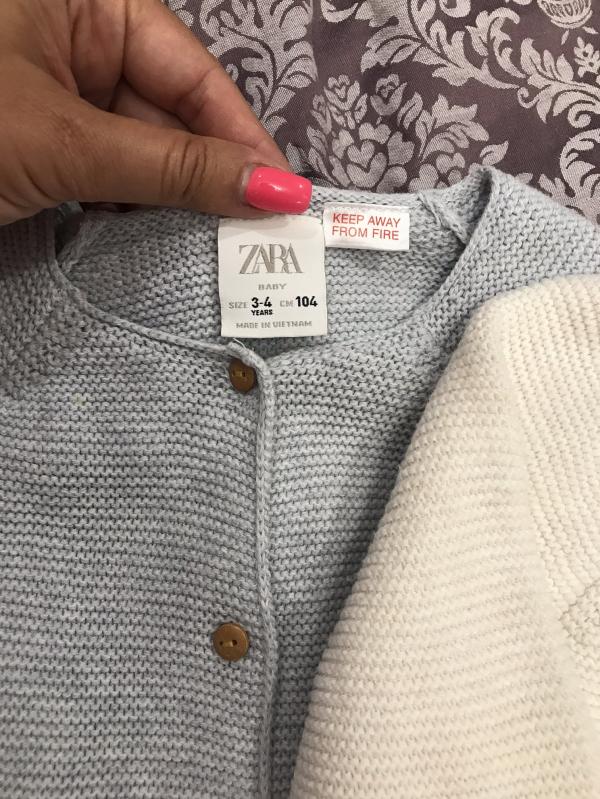 ZARA
BABY
SIZE 3-4 CM 104
YEARS
MADE IN VIETNAM
KEEP AWAY
FROM FIRE